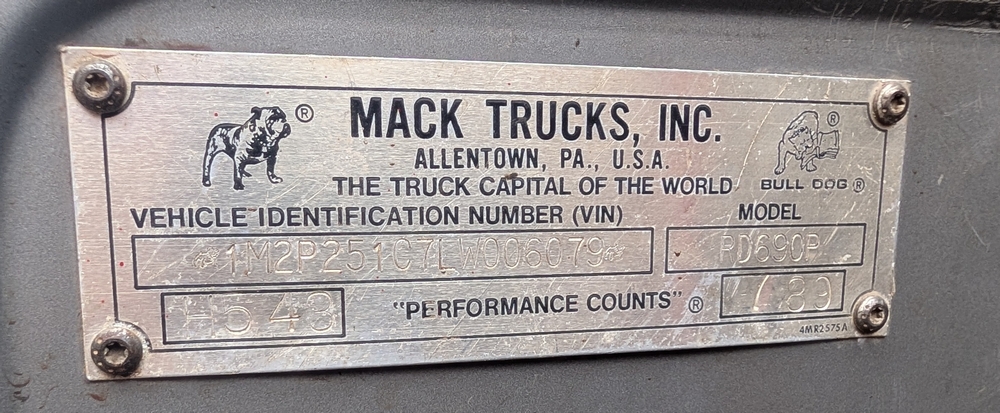 MACK TRUCKS, INC.®
ALLENTOWN, PA., U.S.A.
THE TRUCK CAPITAL OF THE WORLD
BULL DOG ®
VEHICLE IDENTIFICATION NUMBER (VIN)
MODEL
1M2P251C7LW006079
RD690P
"PERFORMANCE COUNTS" ®
4MR2575A